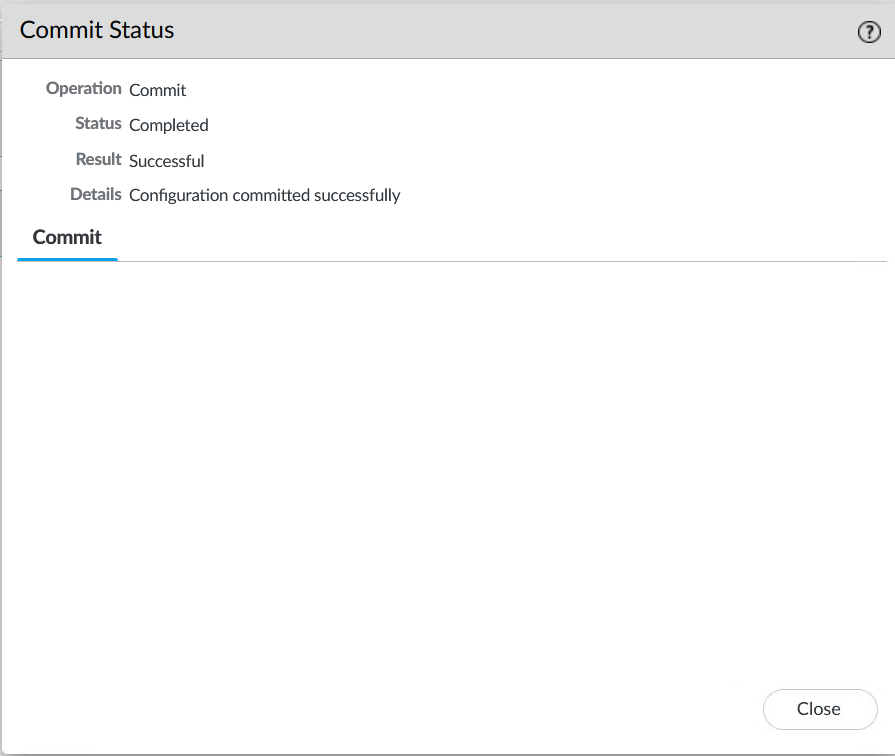 Commit Status
?
Operation Commit
Status Completed
Result Successful
Details Configuration committed successfully
Commit
Close